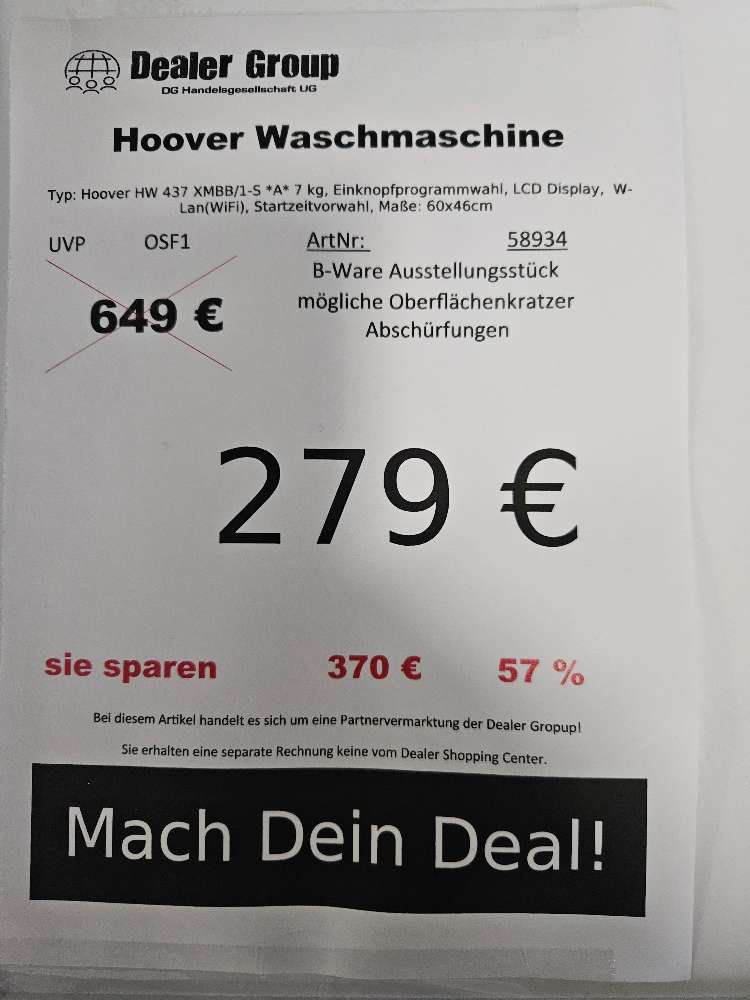 Dealer Group
DG Handelsgesellschaft UG
Hoover Waschmaschine
Typ: Hoover HW 437 XMBB/1-S *A* 7 kg, Einknopfprogrammwahl, LCD Display, W-
Lan(WiFi), Startzeitvorwahl, Maße: 60x46cm
UVP OSF1 ArtNr: 58934
B-Ware Ausstellungsstück
649 € mögliche Oberflächenkratzer
Abschürfungen
279 €
sie sparen 370 € 57 %
Bei diesem Artikel handelt es sich um eine Partnervermarktung der Dealer Gropup!
Sie erhalten eine separate Rechnung keine vom Dealer Shopping Center.
Mach Dein Deal!